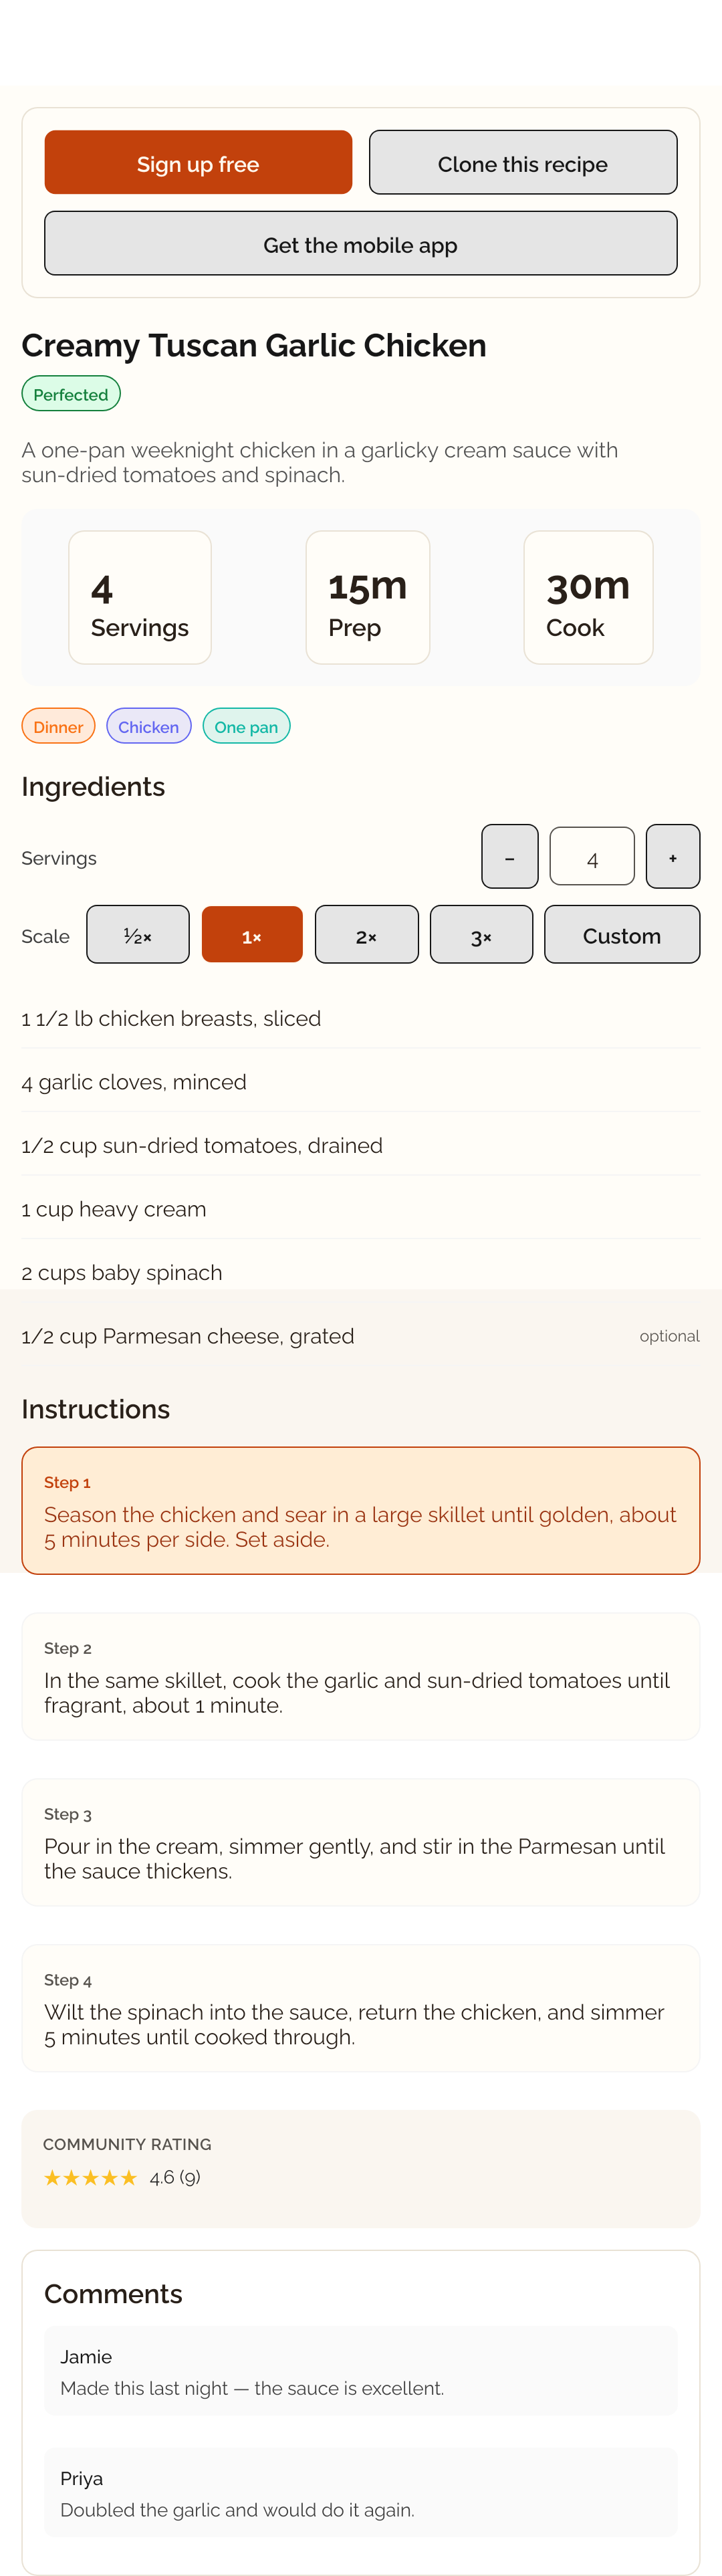 Sign up free
Clone this recipe
Get the mobile app
Creamy Tuscan Garlic Chicken
Perfected
A one-pan weeknight chicken in a garlicky cream sauce with
sun-dried tomatoes and spinach.
4
Servings
15m
Prep
30m
Cook
Dinner
Chicken
One pan
Ingredients
Servings
−
4
+
Scale
½×
1×
2×
3×
Custom
1 1/2 lb chicken breasts, sliced
4 garlic cloves, minced
1/2 cup sun-dried tomatoes, drained
1 cup heavy cream
2 cups baby spinach
1/2 cup Parmesan cheese, grated
optional
Instructions
Step 1
Season the chicken and sear in a large skillet until golden, about
5 minutes per side. Set aside.
Step 2
In the same skillet, cook the garlic and sun-dried tomatoes until
fragrant, about 1 minute.
Step 3
Pour in the cream, simmer gently, and stir in the Parmesan until
the sauce thickens.
Step 4
Wilt the spinach into the sauce, return the chicken, and simmer
5 minutes until cooked through.
COMMUNITY RATING
★★★★★ 4.6 (9)
Comments
Jamie
Made this last night — the sauce is excellent.
Priya
Doubled the garlic and would do it again.